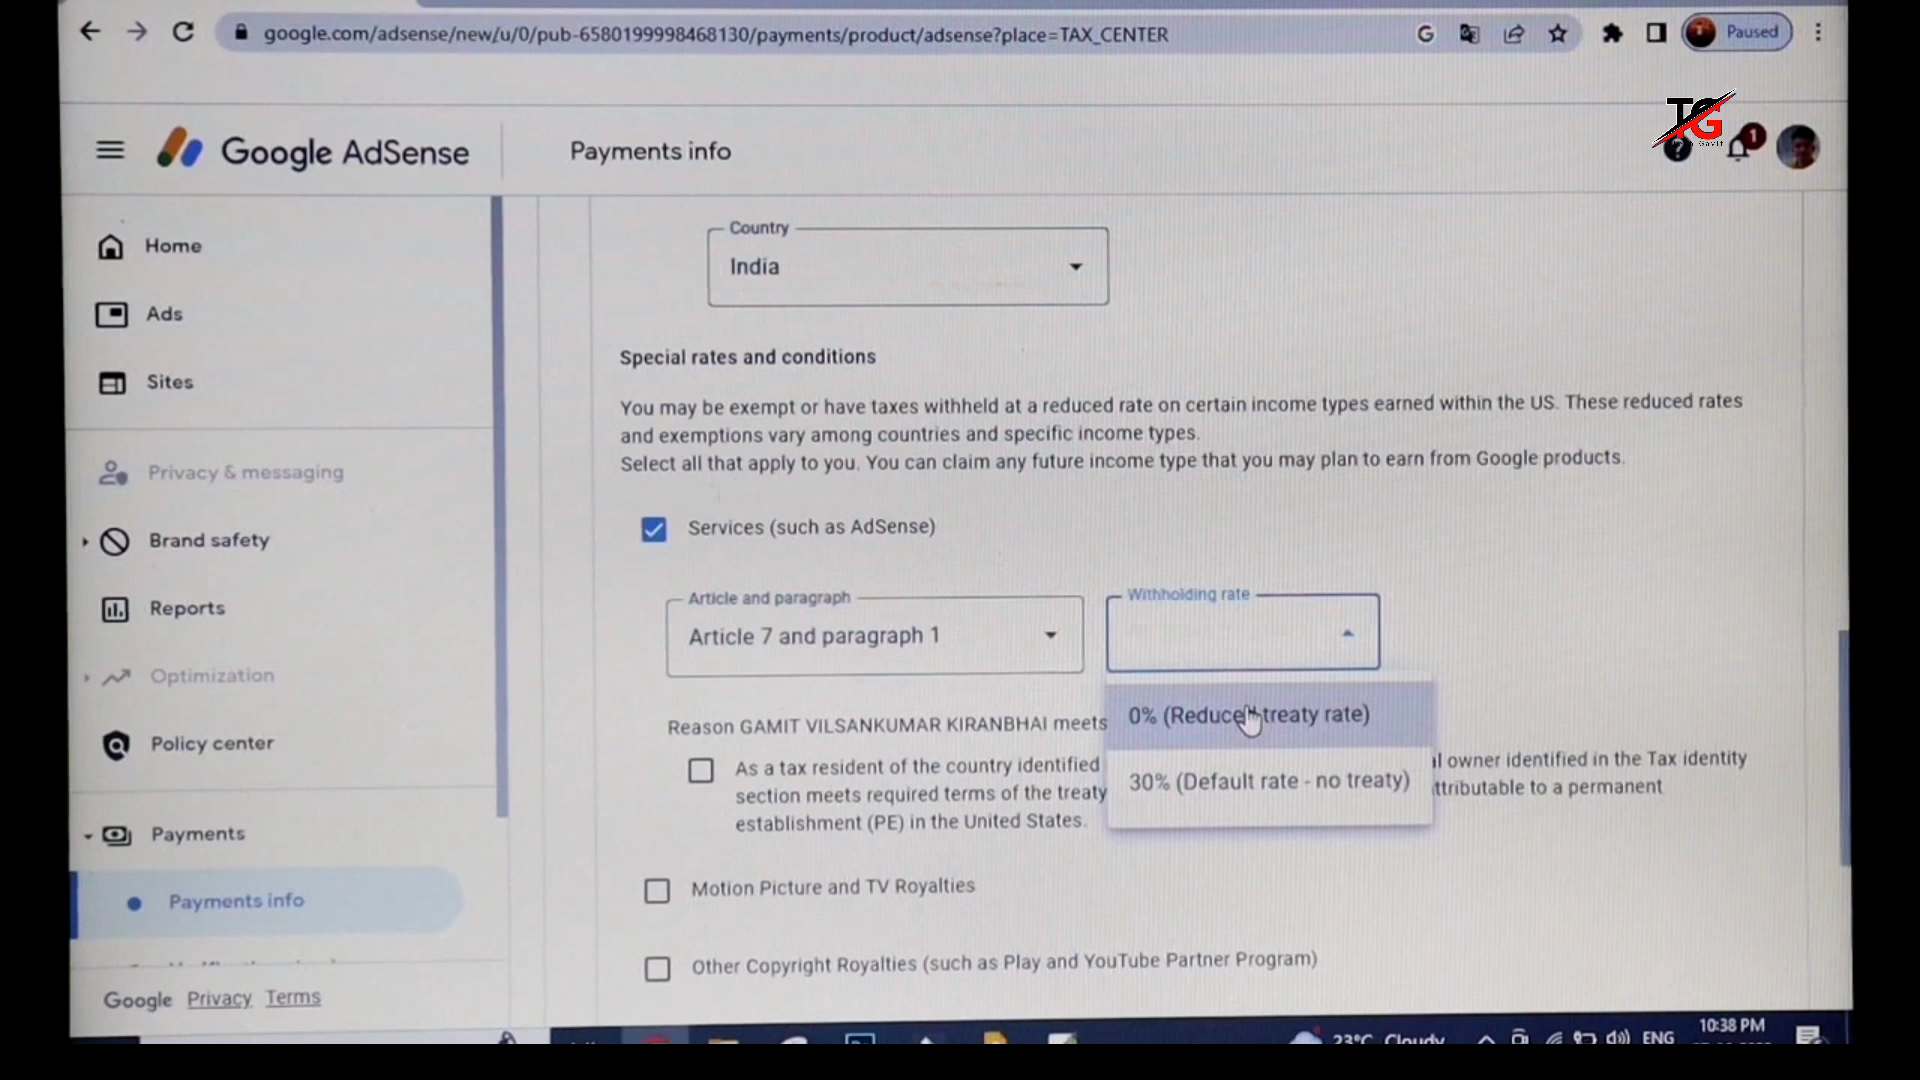 google.com/adsense/new/u/0/pub-6580199998468130/payments/product/adsense?place=TAX_CENTER
G
Paused
Google AdSense
Payments info
TG
Gavit
?
1
Home
Ads
Sites
Privacy & messaging
Brand safety
Reports
Optimization
Policy center
Payments
Payments info
Google Privacy Terms
Country
India
Special rates and conditions
You may be exempt or have taxes withheld at a reduced rate on certain income types earned within the US. These reduced rates
and exemptions vary among countries and specific income types.
Select all that apply to you. You can claim any future income type that you may plan to earn from Google products.
Services (such as AdSense)
Article and paragraph
Article 7 and paragraph 1
Withholding rate
0% (Reduced treaty rate)
30% (Default rate - no treaty)
Reason GAMIT VILSANKUMAR KIRANBHAI meets
As a tax resident of the country identified owner identified in the Tax identity
section meets required terms of the treaty to a permanent
establishment (PE) in the United States.
Motion Picture and TV Royalties
Other Copyright Royalties (such as Play and YouTube Partner Program)
23°C Cloudy
ENG
10:38 PM